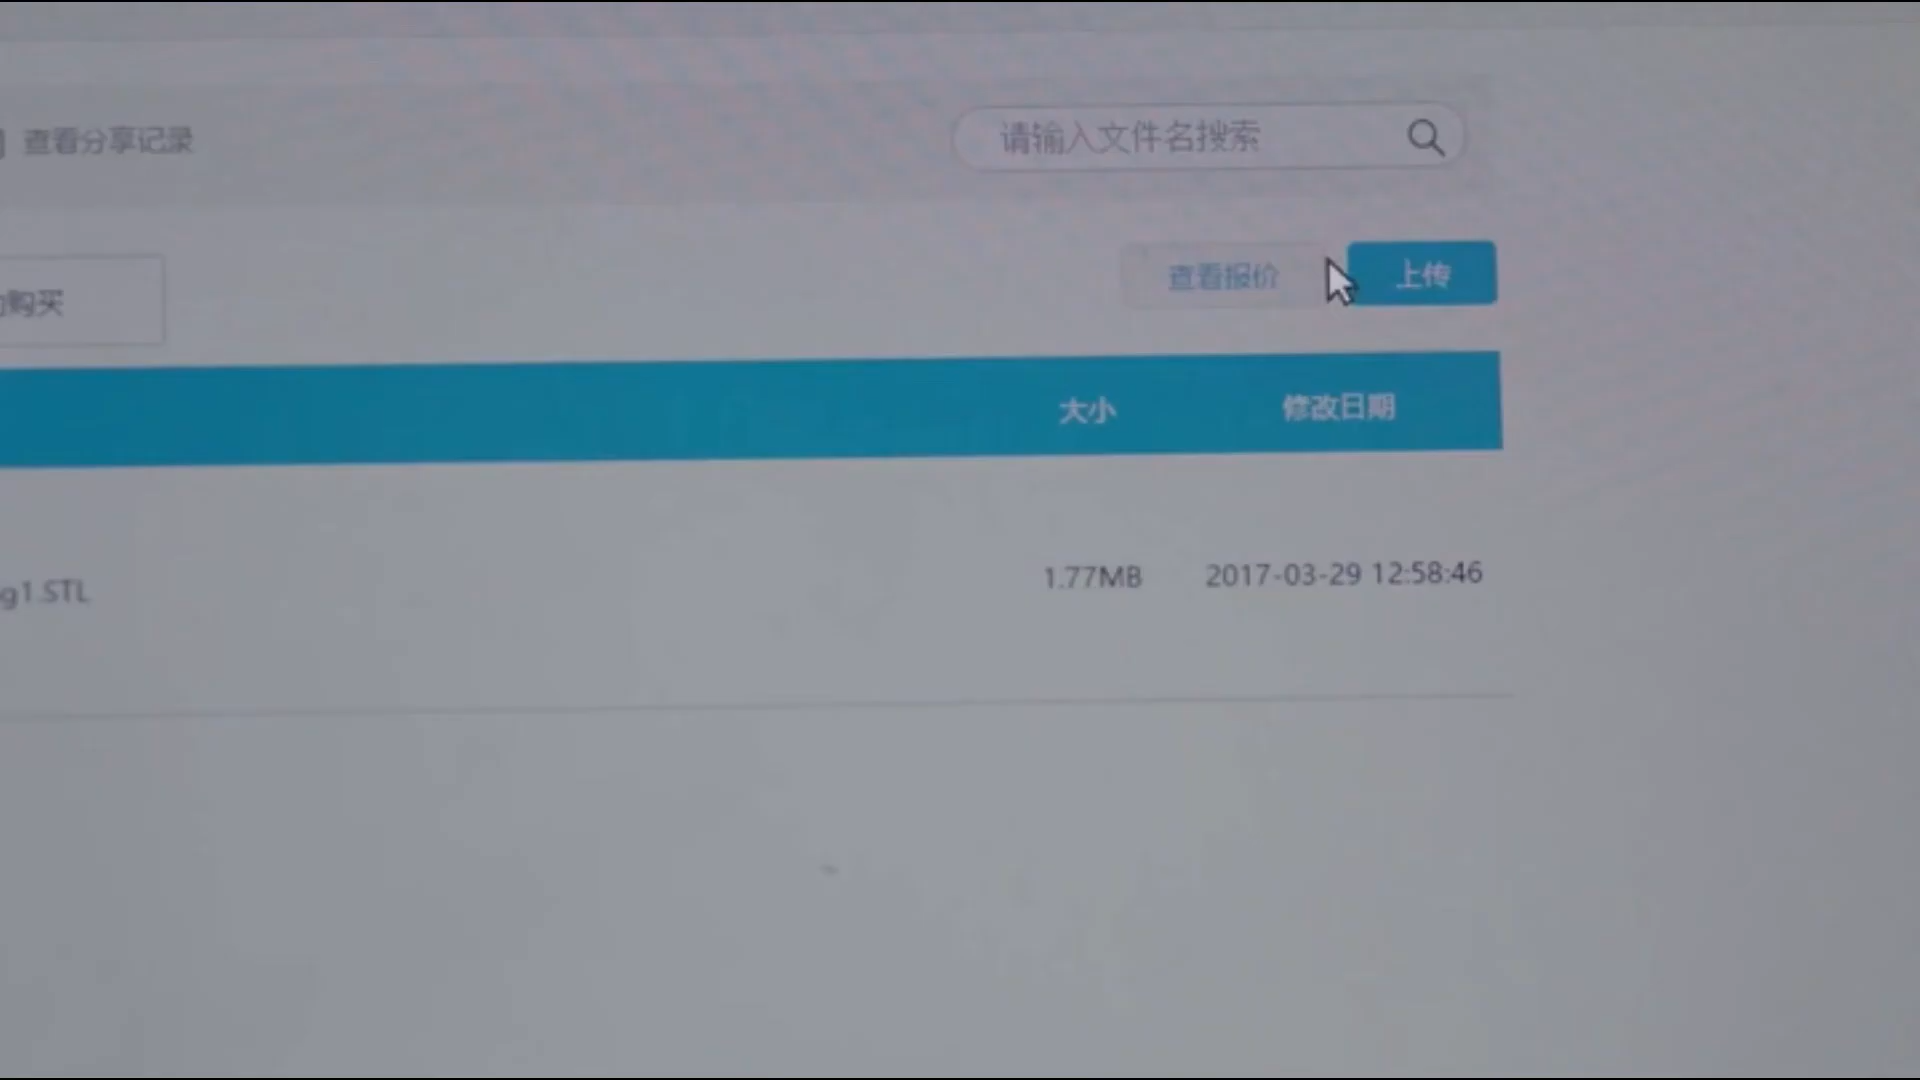 查看分享记录
请输入文件名搜索
购买
查看报价
上传
大小
修改日期
g1.STL
1.77MB
2017-03-29 12:58:46